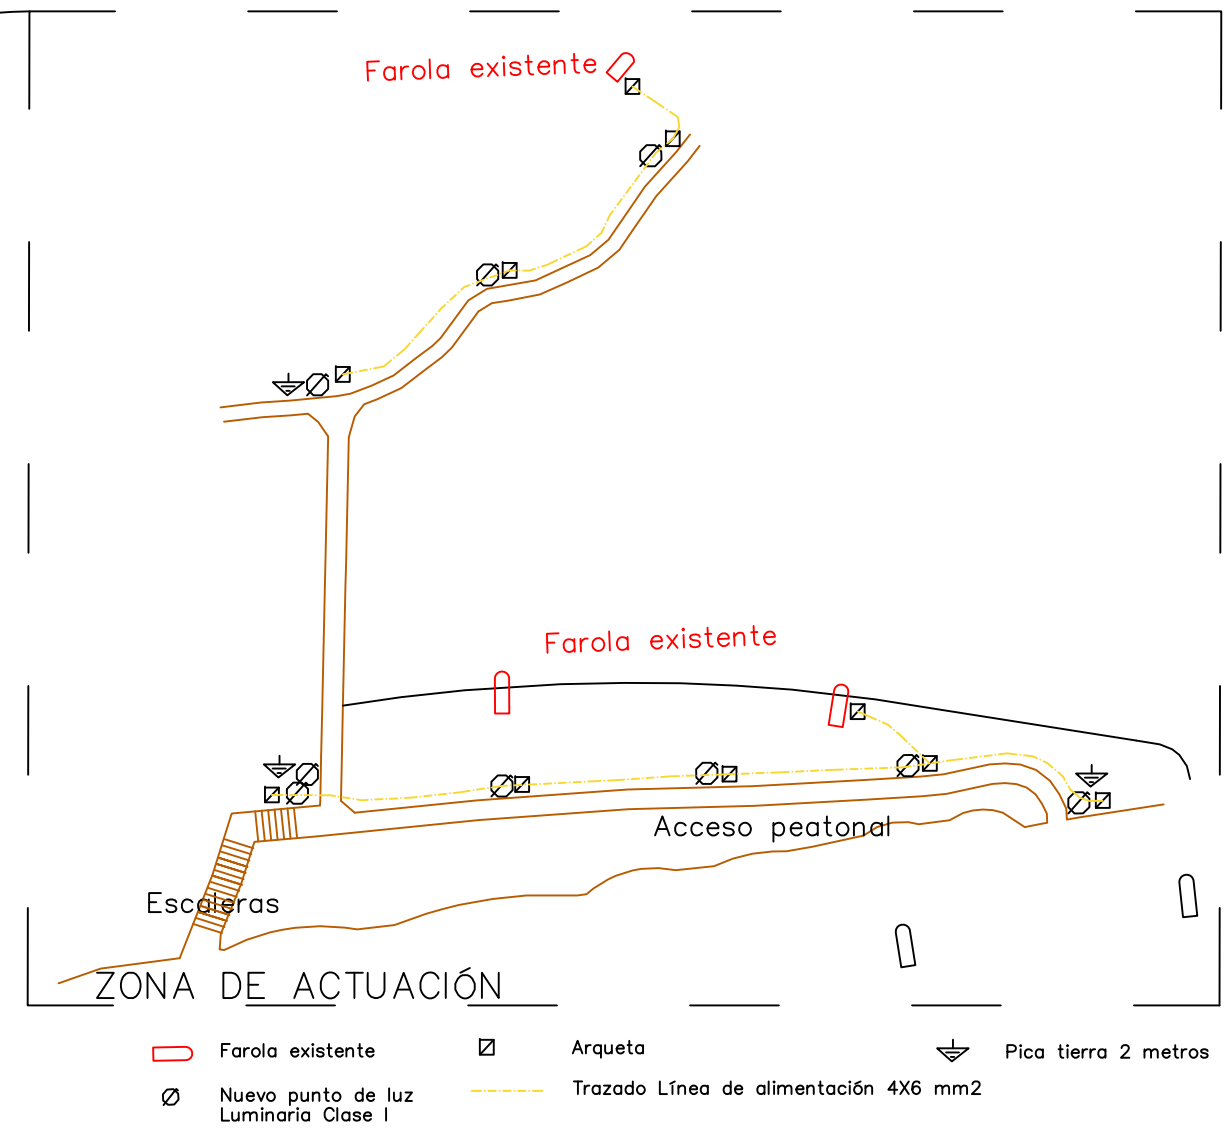 Farola existente
Farola existente
Acceso peatonal
Escaleras
ZONA DE ACTUACIÓN
Farola existente
Arqueta
Pica tierra 2 metros
Nuevo punto de luz
Luminaria Clase I
Trazado Línea de alimentación 4X6 mm2